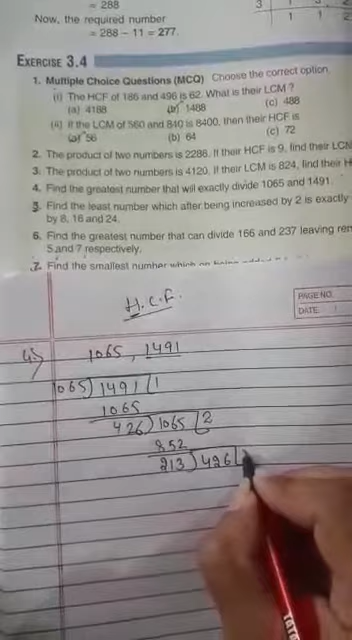 = 288
Now, the required number
= 288 – 11 = 277.
3
1 1 2
EXERCISE 3.4
1. Multiple Choice Questions (MCQ) Choose the correct option.
(i) The HCF of 186 and 496 is 62. What is their LCM ?
(a) 4188 (b) 1488 (c) 488
(ii) If the LCM of 560 and 840 is 8400, then their HCF is
(a) 56 (b) 64 (c) 72
2. The product of two numbers is 2286. If their HCF is 9, find their LCM
3. The product of two numbers is 4120. If their LCM is 824, find their H
4. Find the greatest number that will exactly divide 1065 and 1491.
5. Find the least number which after being increased by 2 is exactly
by 8, 16 and 24.
6. Find the greatest number that can divide 166 and 237 leaving rem
5 and 7 respectively.
7. Find the smallest number which on being added
H.C.F.
PAGE NO.
DATE
4) 1065, 1491
1065) 1491 (1
1065
426) 1065 (2
852
213) 426 (